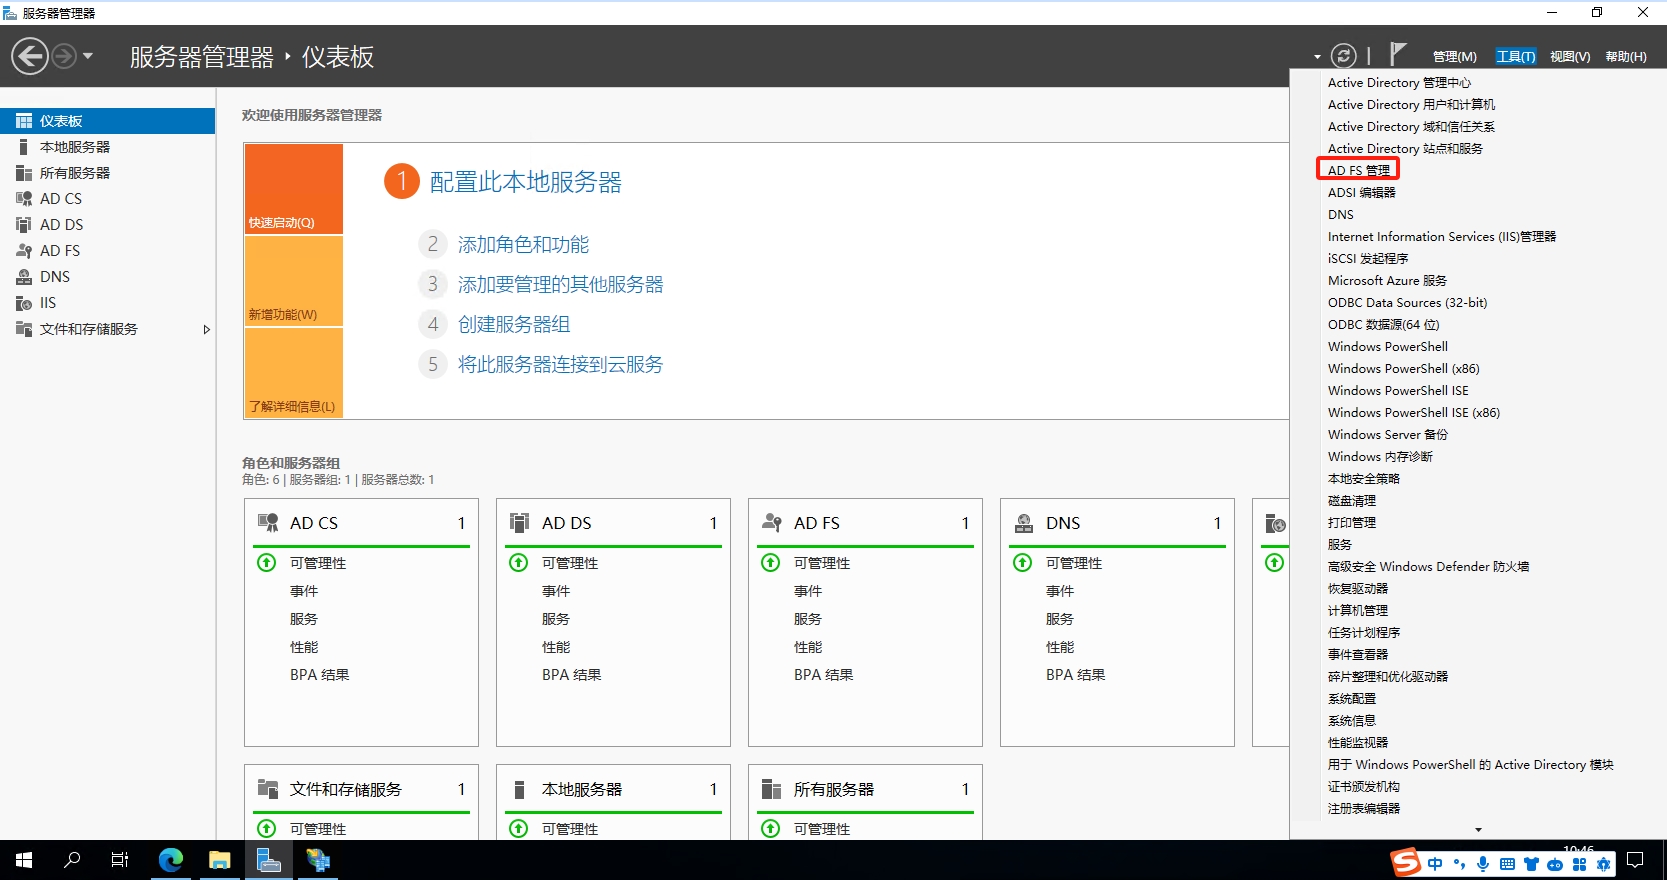 服务器管理器
服务器管理器 · 仪表板
管理(M) 工具(T) 视图(V) 帮助(H)
仪表板
本地服务器
所有服务器
AD CS
AD DS
AD FS
DNS
IIS
文件和存储服务
欢迎使用服务器管理器
快速启动(Q)
新增功能(W)
了解详细信息(L)
1 配置此本地服务器
2 添加角色和功能
3 添加要管理的其他服务器
4 创建服务器组
5 将此服务器连接到云服务
角色和服务器组
角色: 6 | 服务器组: 1 | 服务器总数: 1
AD CS 1
可管理性
事件
服务
性能
BPA 结果
AD DS 1
可管理性
事件
服务
性能
BPA 结果
AD FS 1
可管理性
事件
服务
性能
BPA 结果
DNS 1
可管理性
事件
服务
性能
BPA 结果
文件和存储服务 1
可管理性
本地服务器 1
可管理性
所有服务器 1
可管理性
Active Directory 管理中心
Active Directory 用户和计算机
Active Directory 域和信任关系
Active Directory 站点和服务
AD FS 管理
ADSI 编辑器
DNS
Internet Information Services (IIS)管理器
iSCSI 发起程序
Microsoft Azure 服务
ODBC Data Sources (32-bit)
ODBC 数据源(64 位)
Windows PowerShell
Windows PowerShell (x86)
Windows PowerShell ISE
Windows PowerShell ISE (x86)
Windows Server 备份
Windows 内存诊断
本地安全策略
磁盘清理
打印管理
服务
高级安全 Windows Defender 防火墙
恢复驱动器
计算机管理
任务计划程序
事件查看器
碎片整理和优化驱动器
系统配置
系统信息
性能监视器
用于 Windows PowerShell 的 Active Directory 模块
证书颁发机构
注册表编辑器
10:46
中